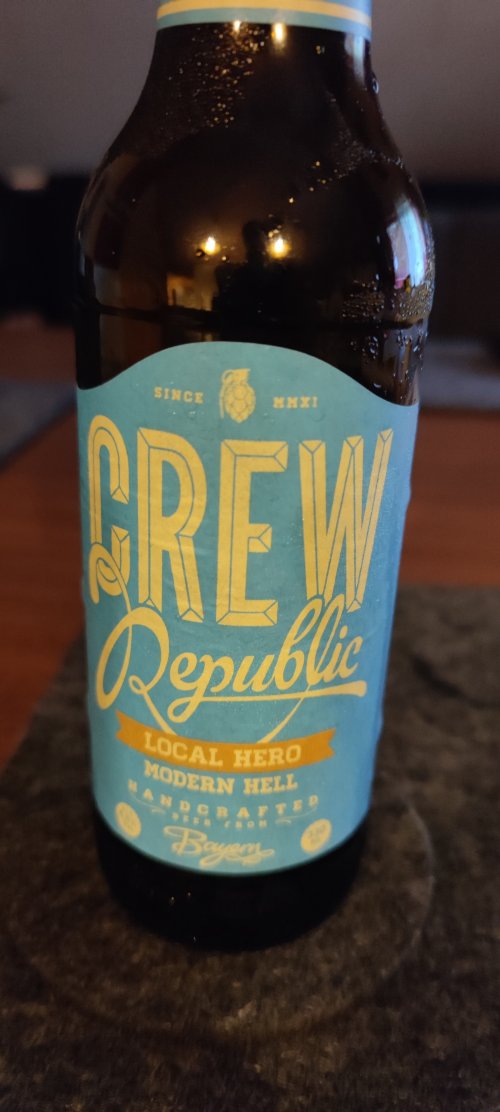 SINCE MMXI
CREW
Republic
LOCAL HERO
MODERN HELL
HANDCRAFTED
BEER FROM
Bayern